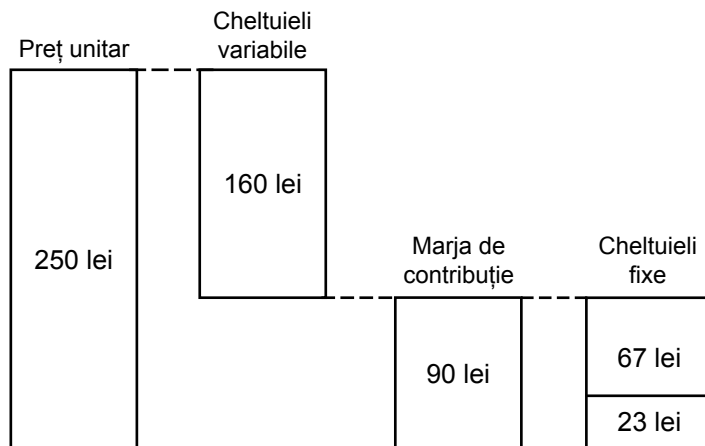 Preț unitar
Cheltuieli
variabile
250 lei
160 lei
Marja de
contribuție
90 lei
Cheltuieli
fixe
67 lei
23 lei